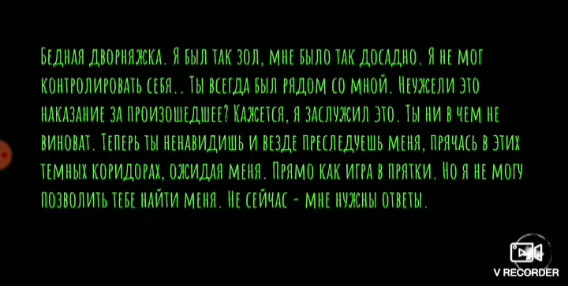 Бедная дворняжка. Я был так зол, мне было так досадно. Я не мог
контролировать себя.. Ты всегда был рядом со мной. Неужели это
наказание за произошедшее? Кажется, я заслужил это. Ты ни в чем не
виноват. Теперь ты ненавидишь и везде преследуешь меня, прячась в этих
темных коридорах, ожидая меня. Прямо как игра в прятки. Но я не могу
позволить тебе найти меня. Не сейчас - мне нужны ответы.
V RECORDER